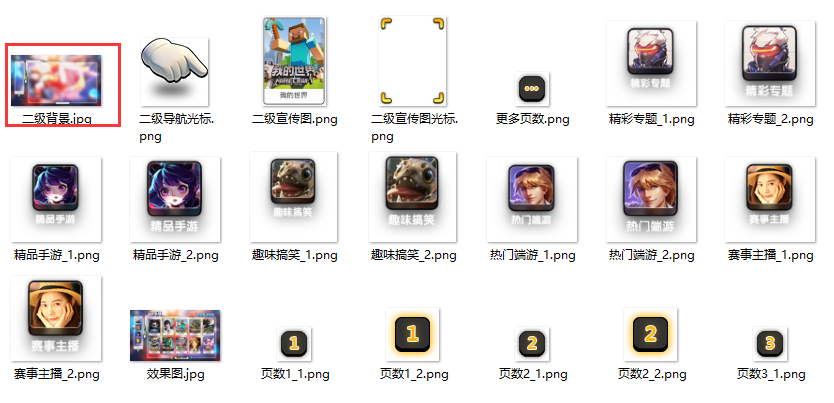 我的世界
MINECRAFT
我的世界
精彩专题
精彩专题
二级背景.jpg
二级导航光标.
png
二级宣传图.png
二级宣传图光标.
png
更多页数.png
精彩专题_1.png
精彩专题_2.png
精品手游
精品手游
趣味搞笑
趣味搞笑
热门端游
热门端游
赛事主播
精品手游_1.png
精品手游_2.png
趣味搞笑_1.png
趣味搞笑_2.png
热门端游_1.png
热门端游_2.png
赛事主播_1.png
赛事主播
1
1
2
2
3
赛事主播_2.png
效果图.jpg
页数1_1.png
页数1_2.png
页数2_1.png
页数2_2.png
页数3_1.png